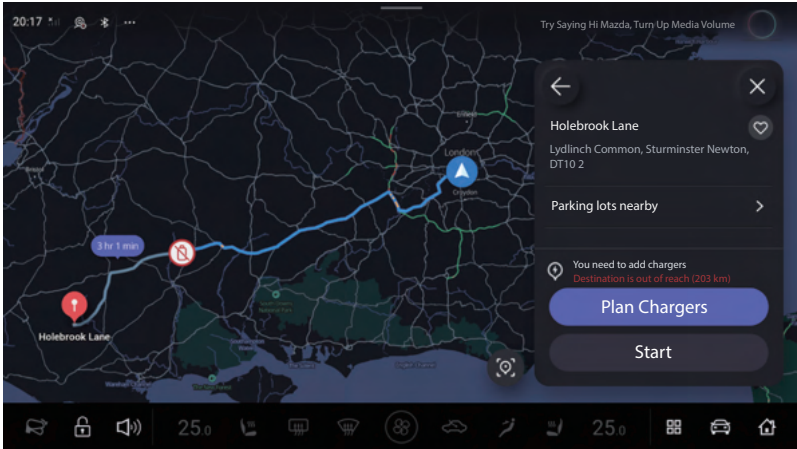 20:17
Try Saying Hi Mazda, Turn Up Media Volume
Holebrook Lane
Lydlinch Common, Sturminster Newton,
DT10 2
Enfield
London
Croydon
Bristol
Parking lots nearby
3 hr 1 min
You need to add chargers
Destination is out of reach (203 km)
Plan Chargers
Holebrook Lane
Start
25.0
25.0